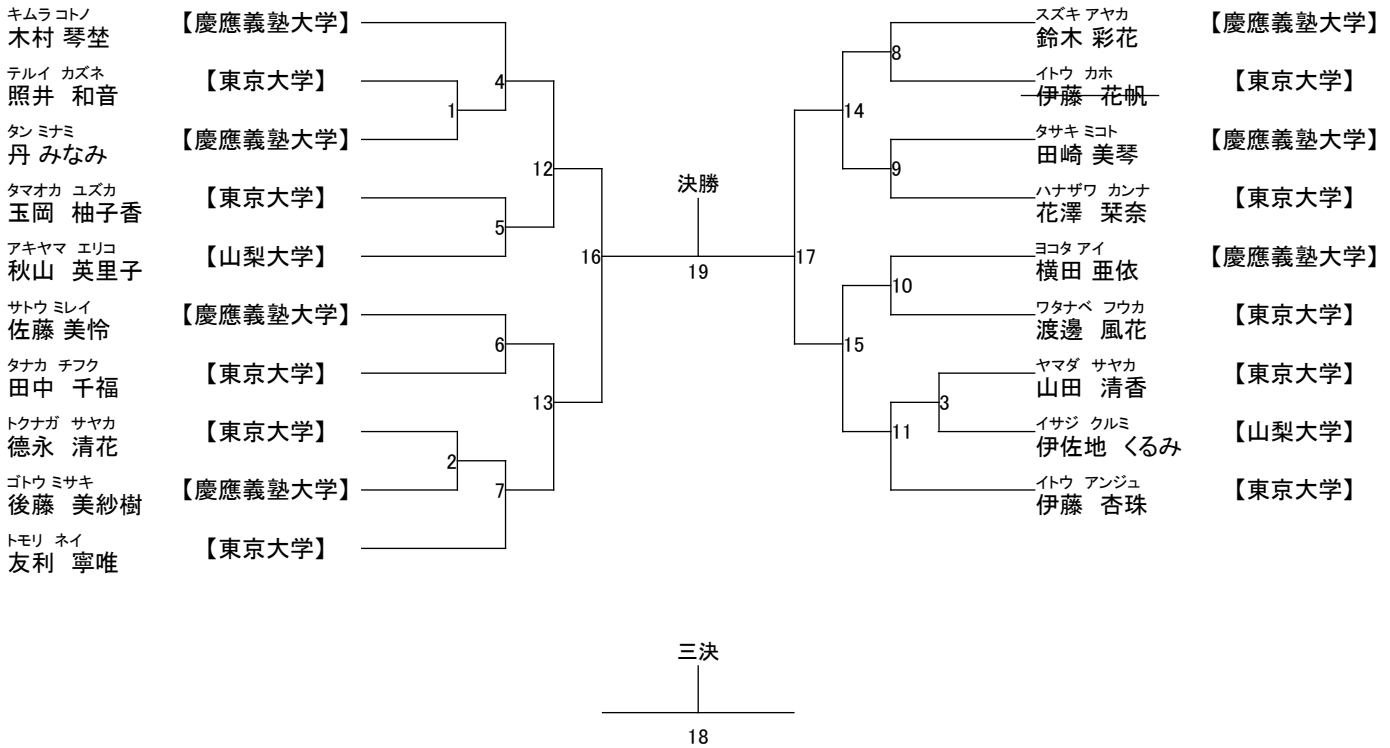 キムラ コトノ
木村 琴埜 【慶應義塾大学】
テルイ カズネ
照井 和音 【東京大学】
タン ミナミ
丹 みなみ 【慶應義塾大学】
タマオカ ユズカ
玉岡 柚子香 【東京大学】
アキヤマ エリコ
秋山 英里子 【山梨大学】
サトウ ミレイ
佐藤 美怜 【慶應義塾大学】
タナカ チフク
田中 千福 【東京大学】
トクナガ サヤカ
德永 清花 【東京大学】
ゴトウ ミサキ
後藤 美紗樹 【慶應義塾大学】
トモリ ネイ
友利 寧唯 【東京大学】
1
2
4
5
6
7
12
13
16
決勝
19
17
14
15
8
9
10
11
3
スズキ アヤカ
鈴木 彩花 【慶應義塾大学】
イトウ カホ
伊藤 花帆 【東京大学】
タサキ ミコト
田崎 美琴 【慶應義塾大学】
ハナザワ カンナ
花澤 栞奈 【東京大学】
ヨコタ アイ
横田 亜依 【慶應義塾大学】
ワタナベ フウカ
渡邊 風花 【東京大学】
ヤマダ サヤカ
山田 清香 【東京大学】
イサジ クルミ
伊佐地 くるみ 【山梨大学】
イトウ アンジュ
伊藤 杏珠 【東京大学】
三決
18